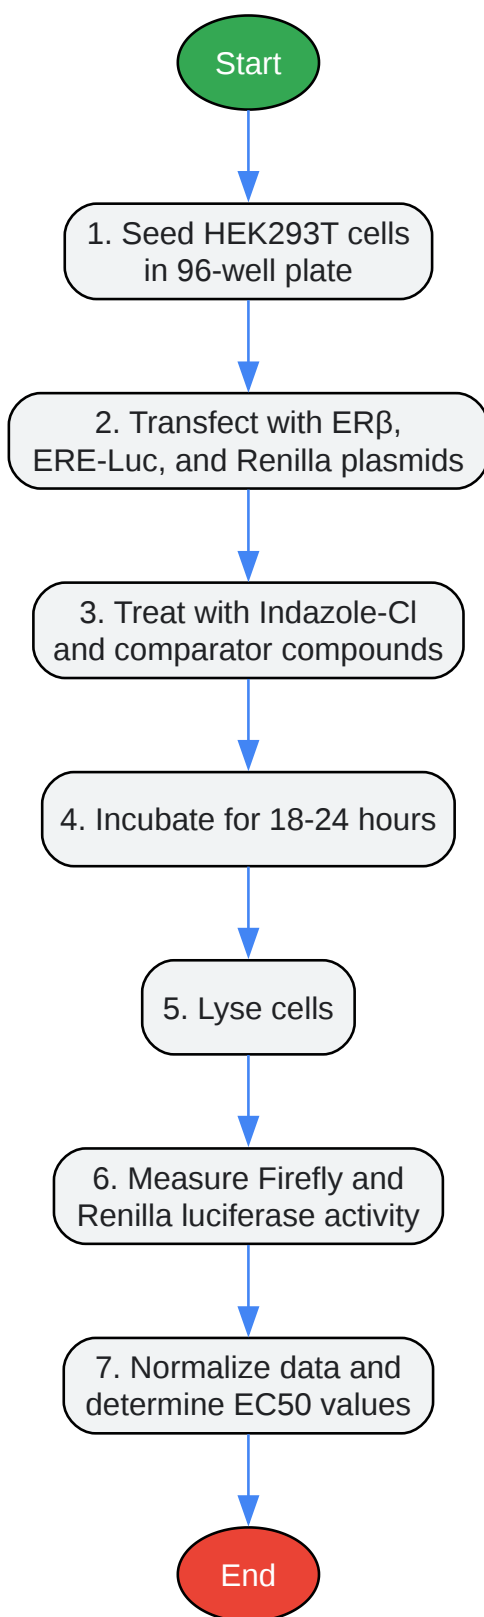 Start
1. Seed HEK293T cells
in 96-well plate
2. Transfect with ERβ,
ERE-Luc, and Renilla plasmids
3. Treat with Indazole-Cl
and comparator compounds
4. Incubate for 18-24 hours
5. Lyse cells
6. Measure Firefly and
Renilla luciferase activity
7. Normalize data and
determine EC50 values
End